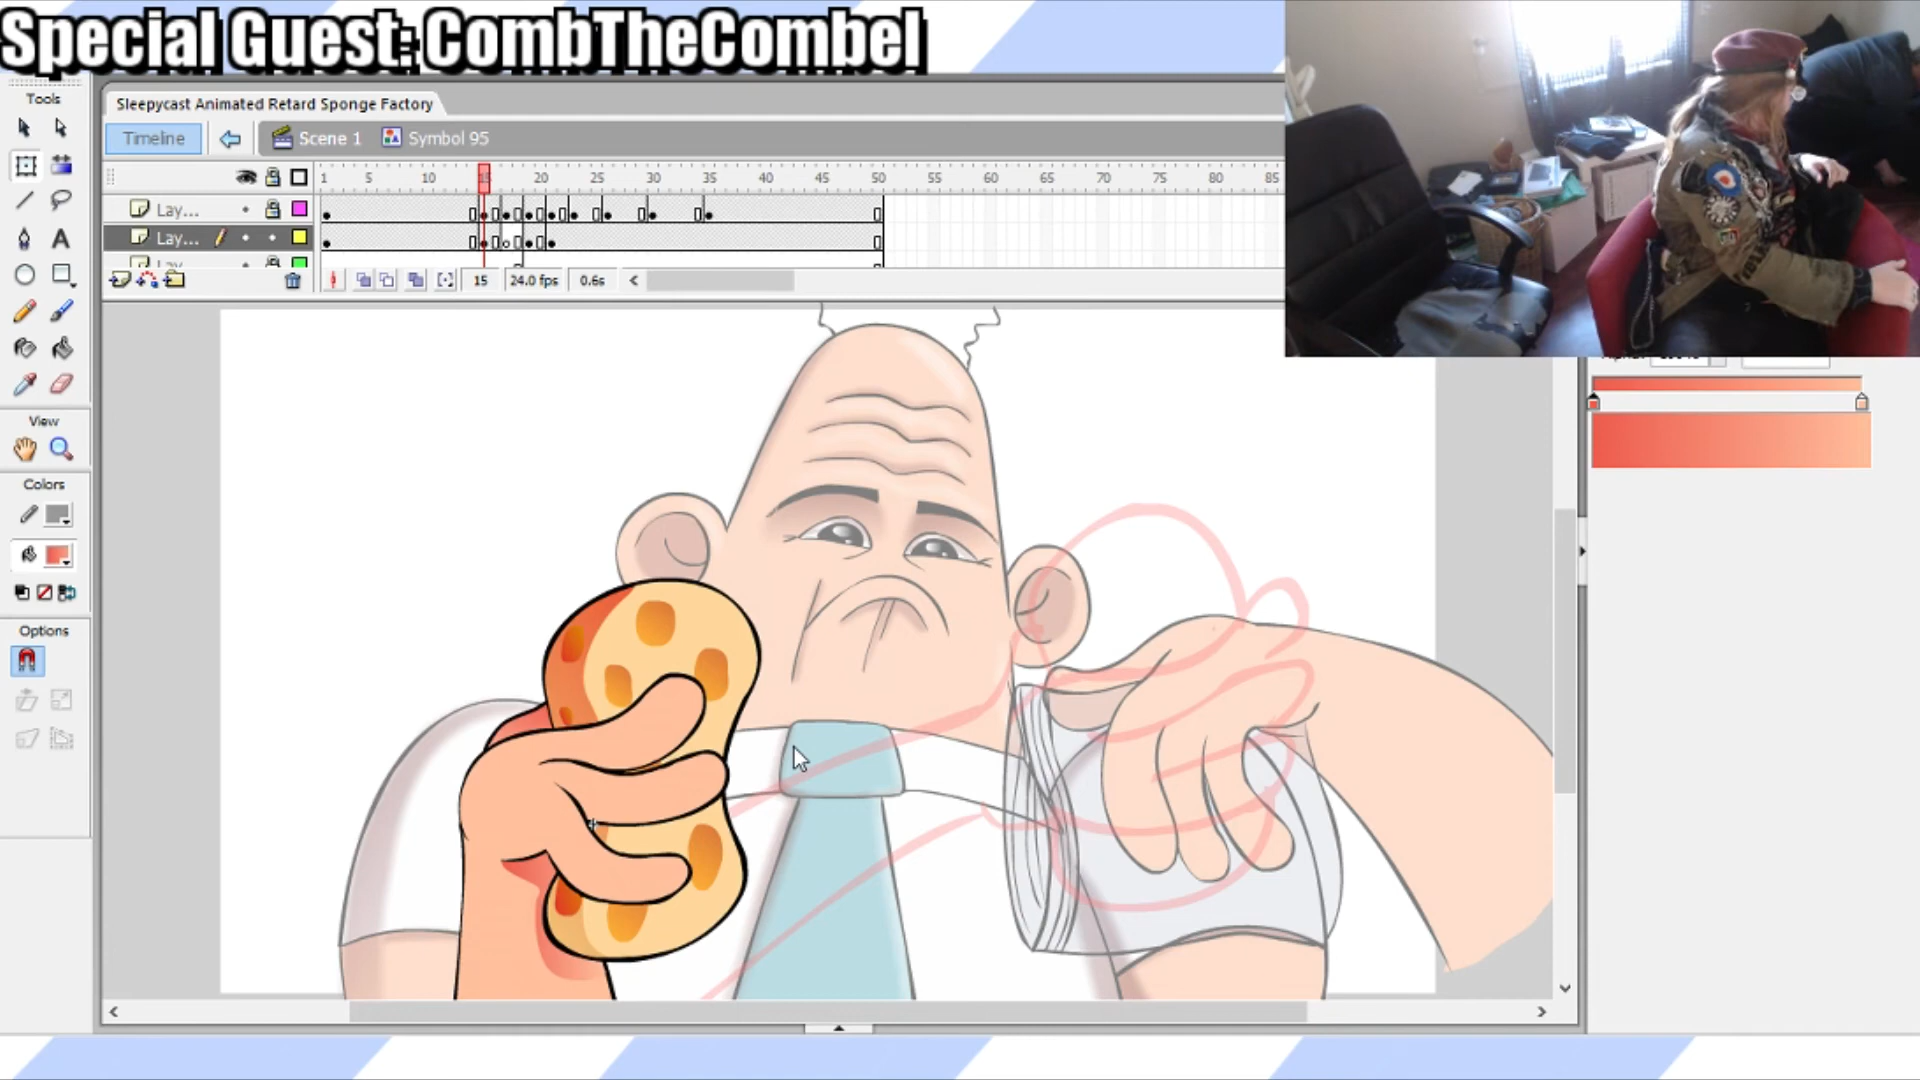 Special Guest: CombTheCombel
Tools
Sleepycast Animated Retard Sponge Factory
Timeline
Scene 1
Symbol 95
1 5 10 15 20 25 30 35 40 45 50 55 60 65 70 75 80 85
Lay...
Lay...
15 24.0 fps 0.6s
View
Colors
Options